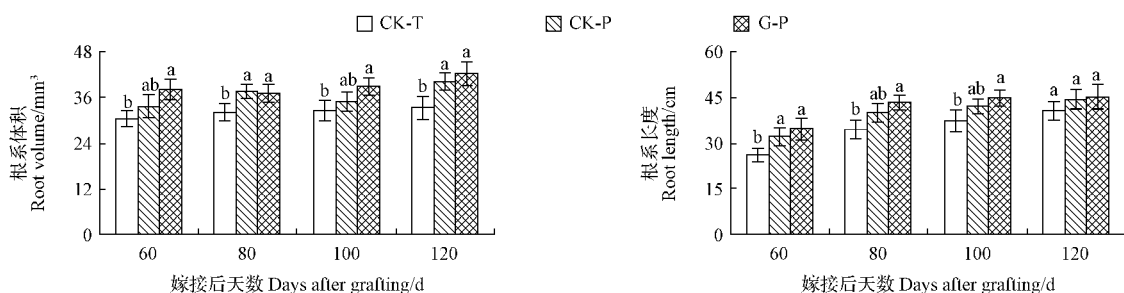 CK-T CK-P G-P
48
36
24
12
0
根系体积
Root volume/mm³
b ab a b a a b ab a b a a
60 80 100 120
嫁接后天数 Days after grafting/d
60
45
30
15
0
根系长度
Root length/cm
b a a b ab a b ab a a a a
60 80 100 120
嫁接后天数 Days after grafting/d